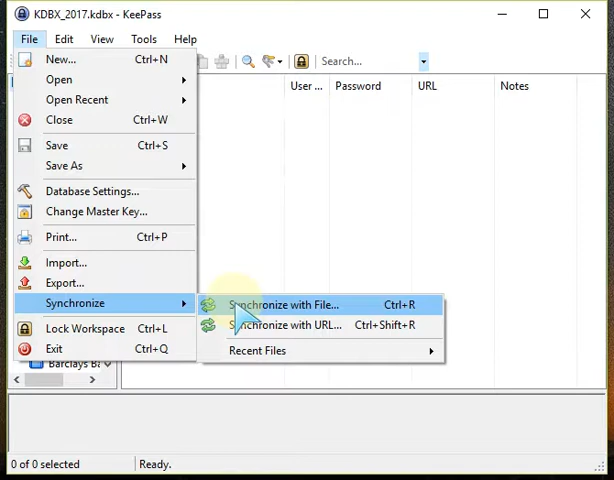 KDBX_2017.kdbx - KeePass
File Edit View Tools Help
Search...
User ... Password URL Notes
New... Ctrl+N
Open
Open Recent
Close Ctrl+W
Save Ctrl+S
Save As
Database Settings...
Change Master Key...
Print... Ctrl+P
Import...
Export...
Synchronize
Synchronize with File... Ctrl+R
Synchronize with URL... Ctrl+Shift+R
Recent Files
Lock Workspace Ctrl+L
Exit Ctrl+Q
Barclays Ba
0 of 0 selected Ready.